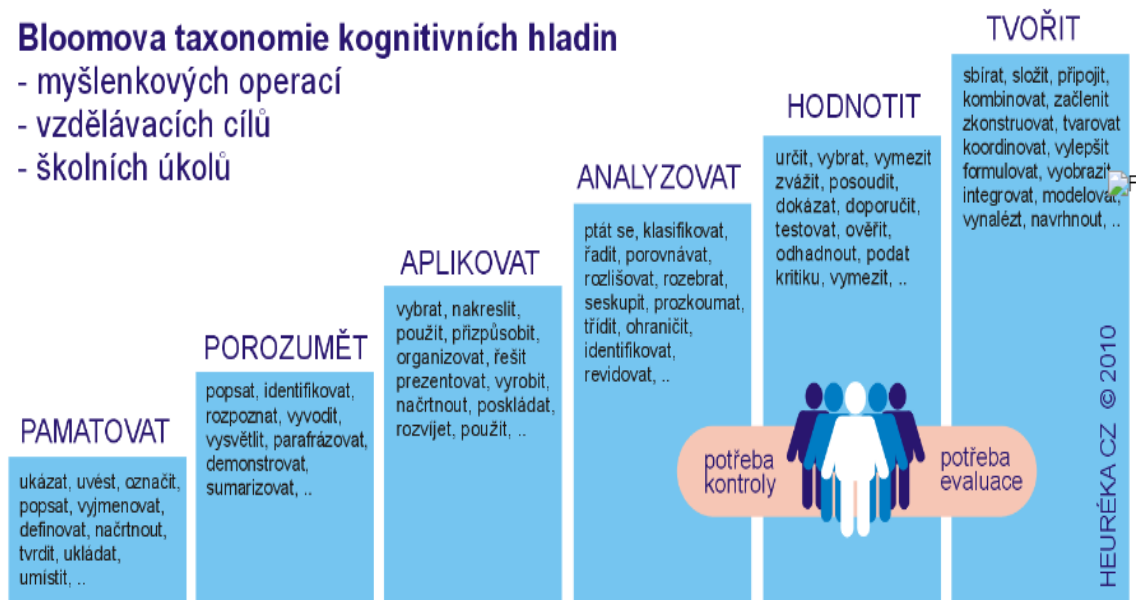 Bloomova taxonomie kognitivních hladin
- myšlenkových operací
- vzdělávacích cílů
- školních úkolů
PAMATOVAT
ukázat, uvést, označit,
popsat, vyjmenovat,
definovat, načrtnout,
tvrdit, ukládat,
umístit, ..
POROZUMĚT
popsat, identifikovat,
rozpoznat, vyvodit,
vysvětlit, parafrázovat,
demonstrovat,
sumarizovat, ..
APLIKOVAT
vybrat, nakreslit,
použít, přizpůsobit,
organizovat, řešit
prezentovat, vyrobit,
načrtnout, poskládat,
rozvíjet, použít, ..
ANALYZOVAT
ptát se, klasifikovat,
řadit, porovnávat,
rozlišovat, rozebrat,
seskupit, prozkoumat,
třídit, ohraničit,
identifikovat,
revidovat, ..
HODNOTIT
určit, vybrat, vymezit
zvážit, posoudit,
dokázat, doporučit,
testovat, ověřit,
odhadnout, podat
kritiku, vymezit, ..
TVOŘIT
sbírat, složit, připojit,
kombinovat, začlenit
zkonstruovat, tvarovat
koordinovat, vylepšit
formulovat, vyobrazit,
integrovat, modelovat,
vynalézt, navrhnout, ..
potřeba
kontroly
potřeba
evaluace
HEURÉKA CZ © 2010